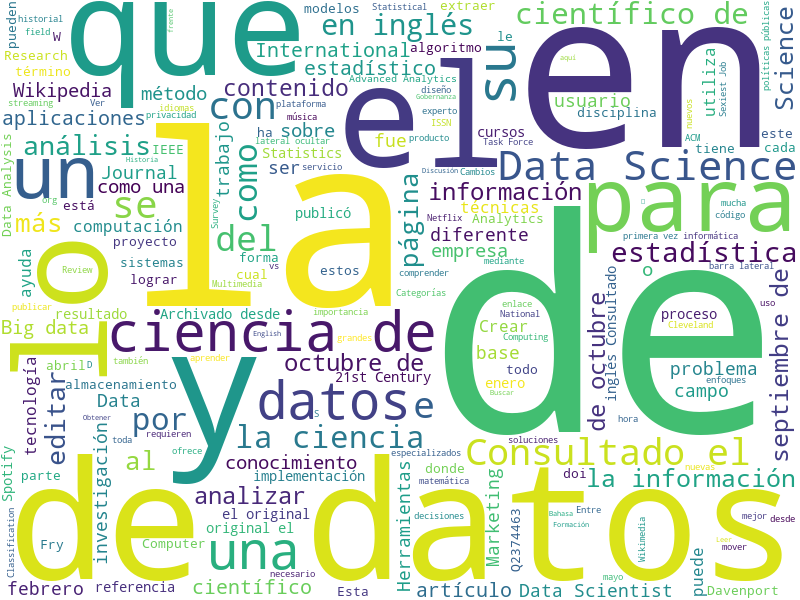 que
el
en
la
de
para
y
de datos
lo
un
una
ciencia de
datos
Data Science
Consultado el
su
con
se
del
por
e
más
al
o
científico de
en inglés
International
estadístico
contenido
Wikipedia
método
aplicaciones
análisis
Journal
como una
computación
proyecto
sistemas
lograr
resultado
Big data
abril
tecnología
editar
almacenamiento
Data
investigación
parte
Spotify
Classification
febrero
Fry
referencia
Computer
original el
el original
analizar
conocimiento
implementación
la ciencia
octubre de
21st Century
Archivado desde
científico
necesario
Esta
Herramientas
artículo
Data Scientist
Marketing
donde
matemática
decisiones
especializados
soluciones
la información
doi
Q2374463
Bahasa
Formación
Entre
Wikimedia
mayo
puede
Davenport
mover
Leer
mejor
desde
nuevas
septiembre de
de octubre
inglés Consultado
problema
campo
enfoques
hora
proceso
Cleveland
uso
estadística
barra lateral
primera vez
informática
código
mucha
tiene
este
cada
ACM
nuevos
utiliza
Sexiest Job
políticas públicas
Science
disciplina
usuario
le
diseño
Gobernanza
experto
ISSN
producto
Task Force
cursos
fue
Advanced Analytics
algoritmo
modelos
Statistical
extraer
historial
field
pueden
W
Research
término
streaming
Ver
privacidad
idiomas
IEEE
Data Analysis
org
Historia
está
ayuda
Review
publicar
también
D
aprender
Obtener
requieren
toda
ofrece
English
grandes
importancia
Categorías
comprender
mediante
estos
publicó
forma
cual
Multimedia
vs
Survey
trabajo
ha
sobre
Statistics
ser
servicio
lateral ocultar
música
plataforma
frente
aquí
como
página
información
técnicas
Analytics
diferente
empresa
Netflix
Discusión
Cambios
Crear
base
enero
todo
Buscar
enlace
National
Computing
s
O